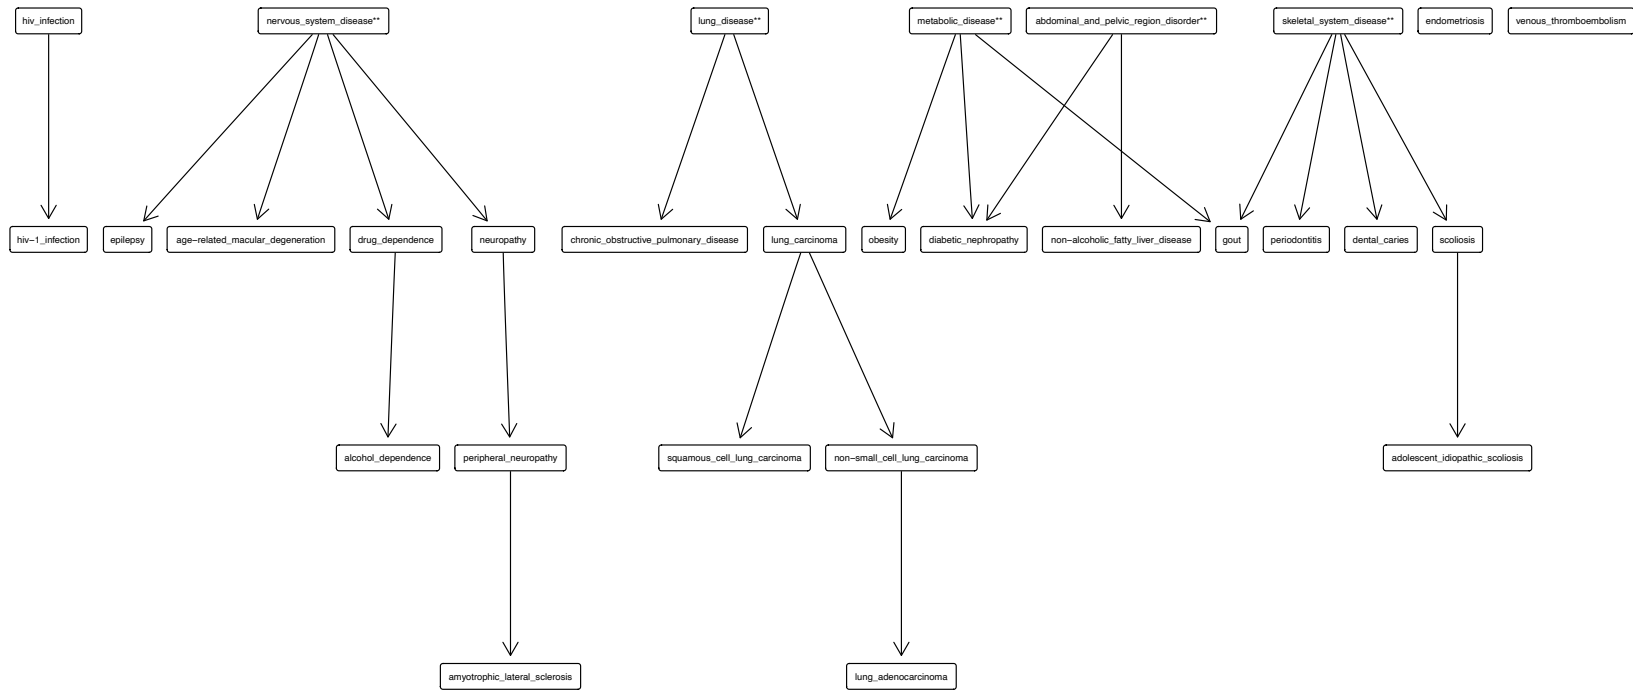 hiv_infection
nervous_system_disease**
lung_disease**
metabolic_disease**
abdominal_and_pelvic_region_disorder**
skeletal_system_disease**
endometriosis
venous_thromboembolism
hiv−1_infection
epilepsy
age−related_macular_degeneration
drug_dependence
neuropathy
chronic_obstructive_pulmonary_disease
lung_carcinoma
obesity
diabetic_nephropathy
non−alcoholic_fatty_liver_disease
gout
periodontitis
dental_caries
scoliosis
alcohol_dependence
peripheral_neuropathy
squamous_cell_lung_carcinoma
non−small_cell_lung_carcinoma
adolescent_idiopathic_scoliosis
amyotrophic_lateral_sclerosis
lung_adenocarcinoma